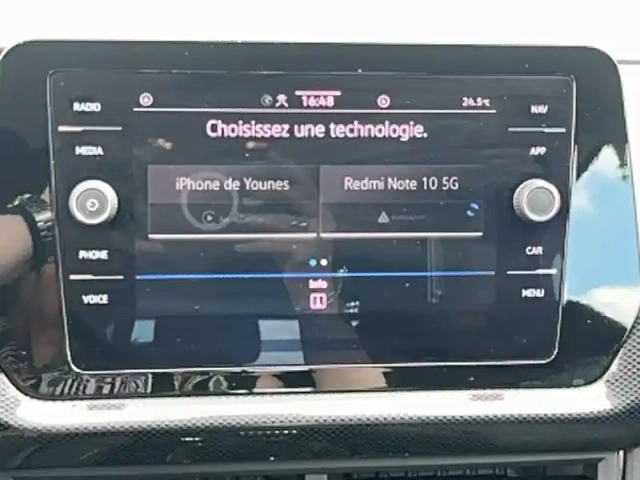 RADIO
MEDIA
PHONE
VOICE
16:48
24.5°C
Choisissez une technologie.
iPhone de Younes
Redmi Note 10 5G
Info
NAV
APP
CAR
MENU